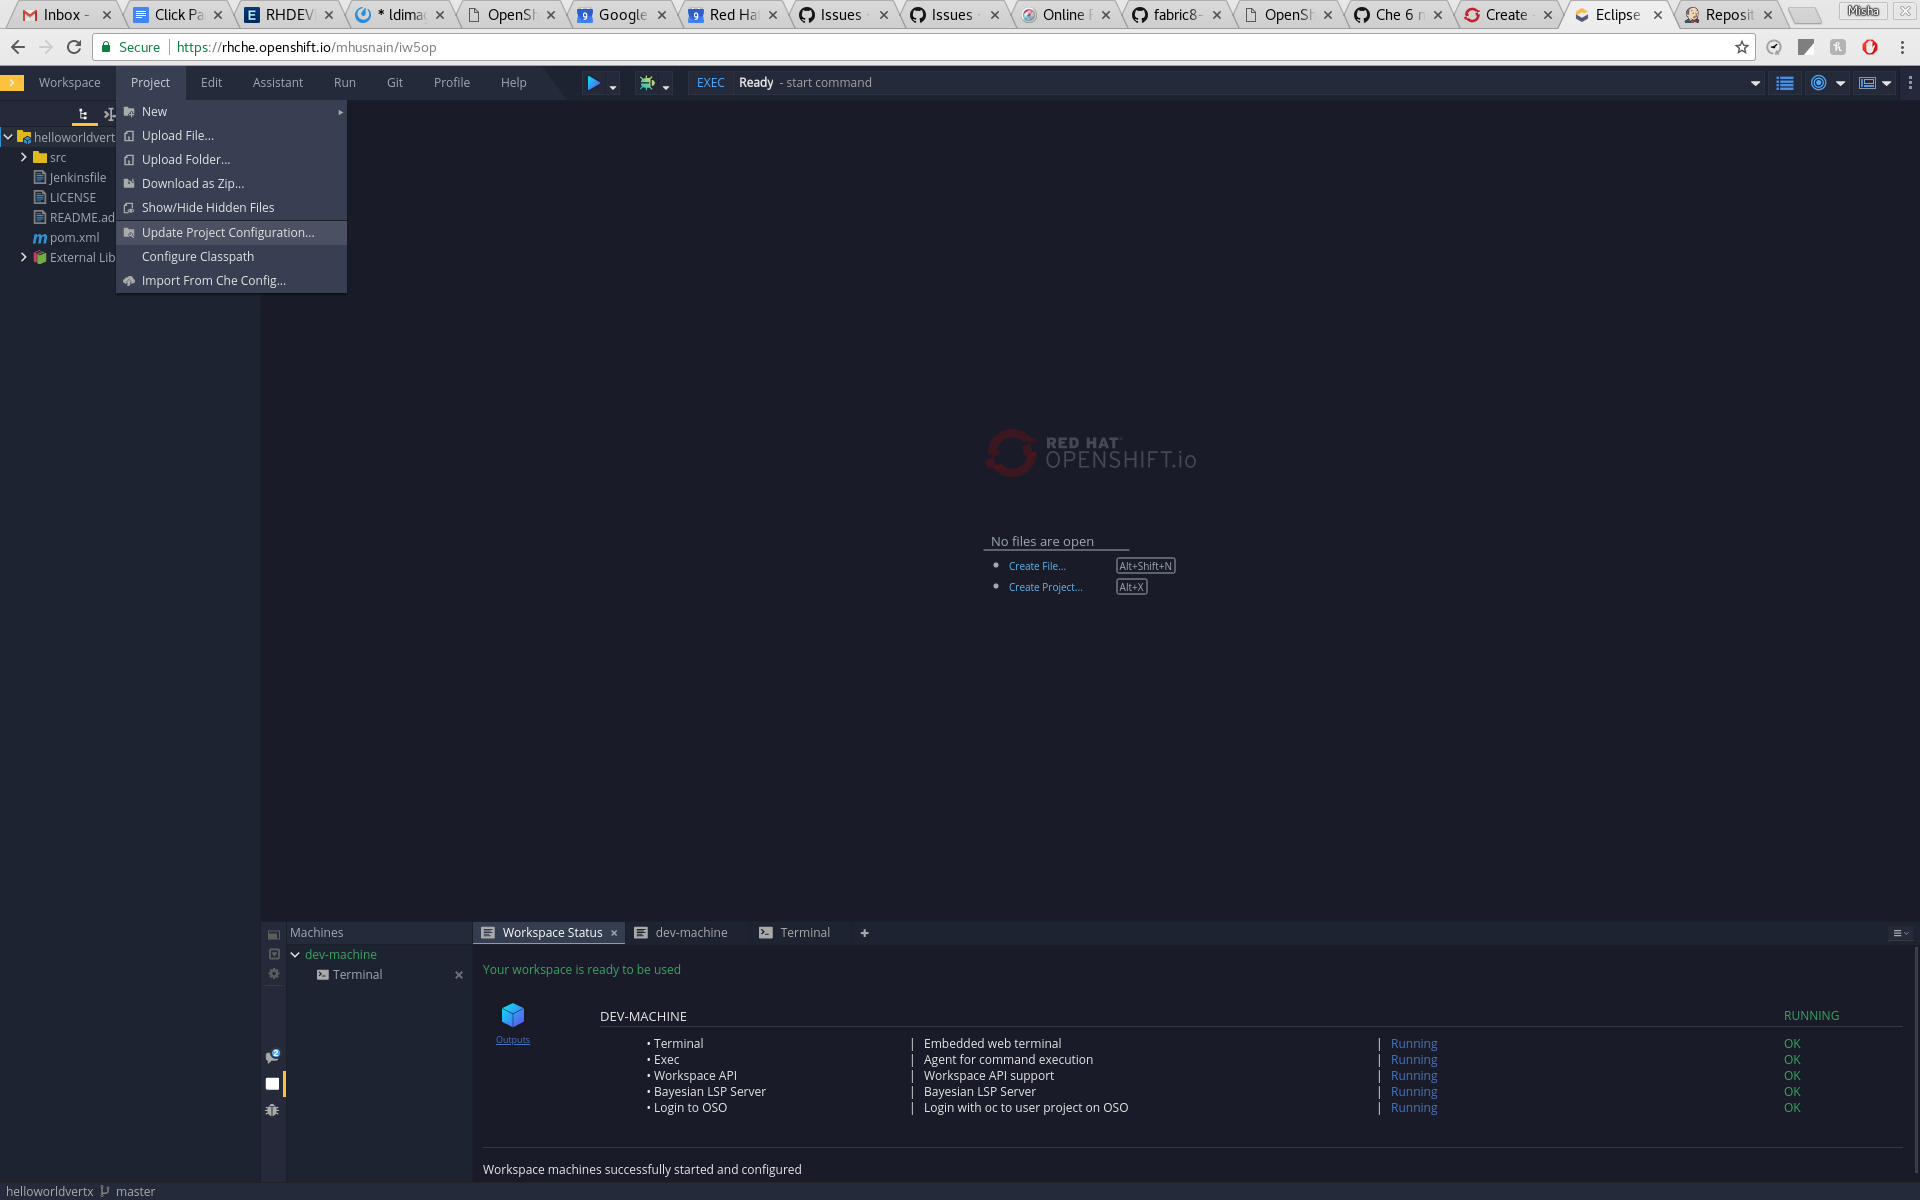 Inbox -
Click Pa
RHDEV
* ldimag
OpenSh
Google
Red Hat
Issues
Issues
Online
fabric8-
OpenSh
Che 6 n
Create
Eclipse
Reposit
Misha
Secure
https://rhche.openshift.io/mhusnain/iw5op
Workspace
Project
Edit
Assistant
Run
Git
Profile
Help
EXEC
Ready - start command
New
Upload File...
Upload Folder...
Download as Zip...
Show/Hide Hidden Files
Update Project Configuration...
Configure Classpath
Import From Che Config...
helloworldvert
src
Jenkinsfile
LICENSE
README.ad
pom.xml
External Lib
RED HAT
OPENSHIFT.io
No files are open
Create File... Alt+Shift+N
Create Project... Alt+X
Machines
dev-machine
Terminal
Workspace Status
dev-machine
Terminal
Your workspace is ready to be used
Outputs
DEV-MACHINE RUNNING
• Terminal | Embedded web terminal | Running OK
• Exec | Agent for command execution | Running OK
• Workspace API | Workspace API support | Running OK
• Bayesian LSP Server | Bayesian LSP Server | Running OK
• Login to OSO | Login with oc to user project on OSO | Running OK
Workspace machines successfully started and configured
2
helloworldvertx master